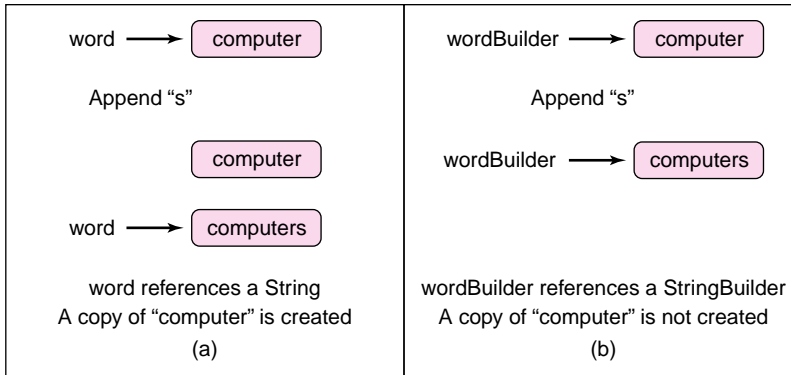 word
computer
Append “s”
computer
word
computers
word references a String
A copy of “computer” is created
(a)
wordBuilder
computer
Append “s”
wordBuilder
computers
wordBuilder references a StringBuilder
A copy of “computer” is not created
(b)